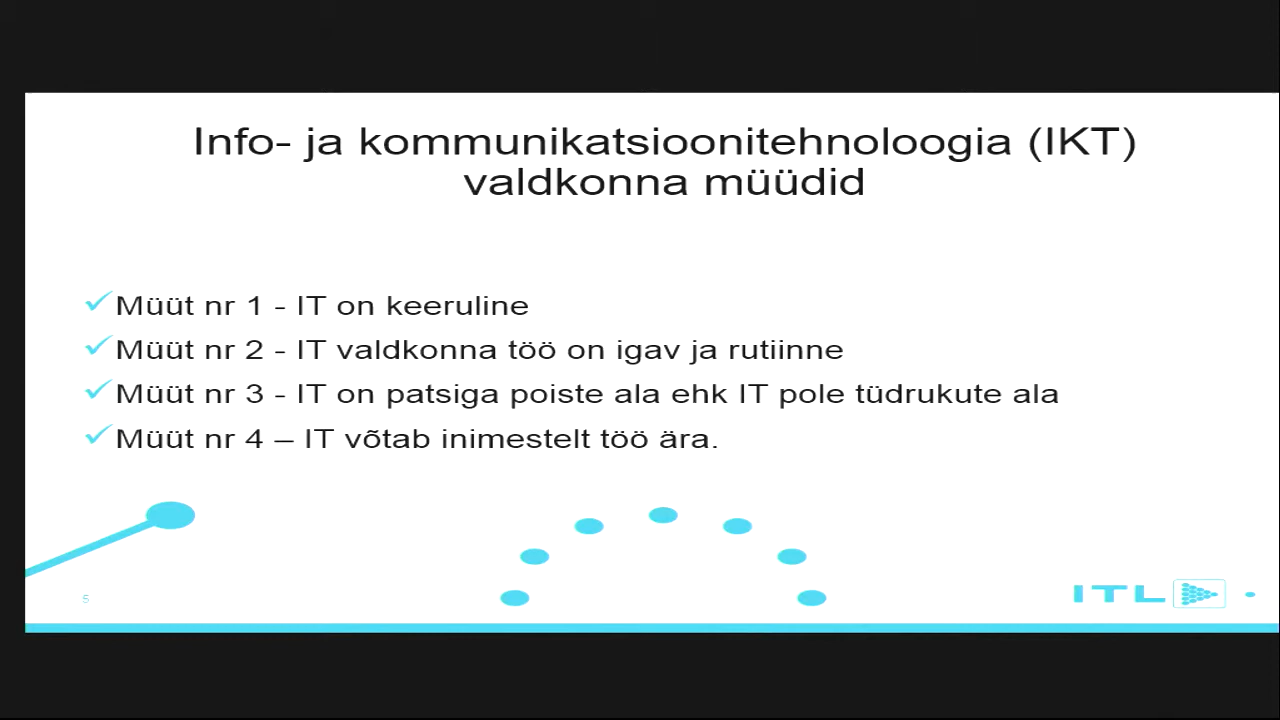 Info- ja kommunikatsioonitehnoloogia (IKT)
valdkonna müüdid
Müüt nr 1 - IT on keeruline
Müüt nr 2 - IT valdkonna töö on igav ja rutiinne
Müüt nr 3 - IT on patsiga poiste ala ehk IT pole tüdrukute ala
Müüt nr 4 – IT võtab inimestelt töö ära.
5
ITL